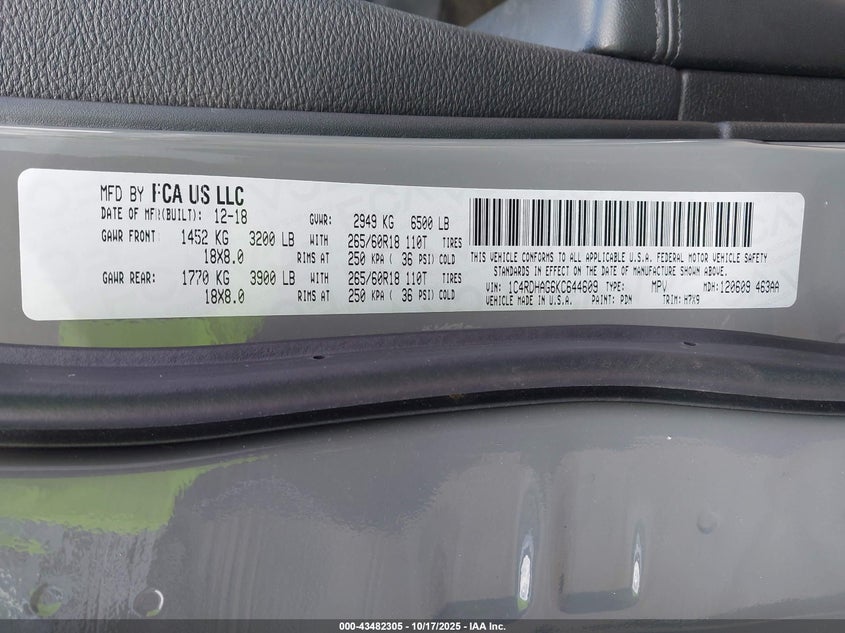 MFD BY FCA US LLC
DATE OF MFR(BUILT): 12-18 GVWR: 2949 KG 6500 LB
GAWR FRONT: 1452 KG 3200 LB WITH 265/60R18 110T TIRES
18X8.0 RIMS AT 250 KPA ( 36 PSI) COLD
GAWR REAR: 1770 KG 3900 LB WITH 265/60R18 110T TIRES
18X8.0 RIMS AT 250 KPA ( 36 PSI) COLD
THIS VEHICLE CONFORMS TO ALL APPLICABLE U.S.A. FEDERAL MOTOR VEHICLE SAFETY
STANDARDS IN EFFECT ON THE DATE OF MANUFACTURE SHOWN ABOVE.
VIN: 1C4RDHAG6KC644609 TYPE: MPV MDH:120609 463AA
VEHICLE MADE IN U.S.A. PAINT: PDN TRIM: H7X9
000-43482305 / 10/17/2025 - IAA Inc.